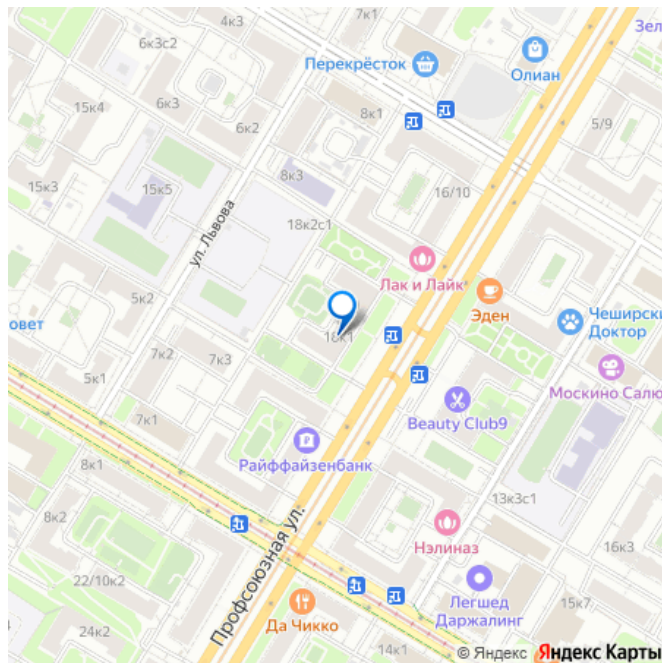 4к3
7к1
Зел
6к3с2
Перекрёсток
Олиан
15к4
6к3
6к2
8к1
5/9
15к3
15к5
8к3
16/10
ул. Львова
18к2с1
Лак и Лайк
Эден
5к2
Чеширски
Доктор
овет
18к1
7к2
7к3
Москино Салю
5к1
Beauty Club9
7к1
Райффайзенбанк
8к1
13к3с1
8к2
Нэлиназ
16к3
Профсоюзная ул.
22/10к2
Легшед
Даржалинг
15к7
24к2
Да Чикко
14к1
© Яндекс Яндекс Карты